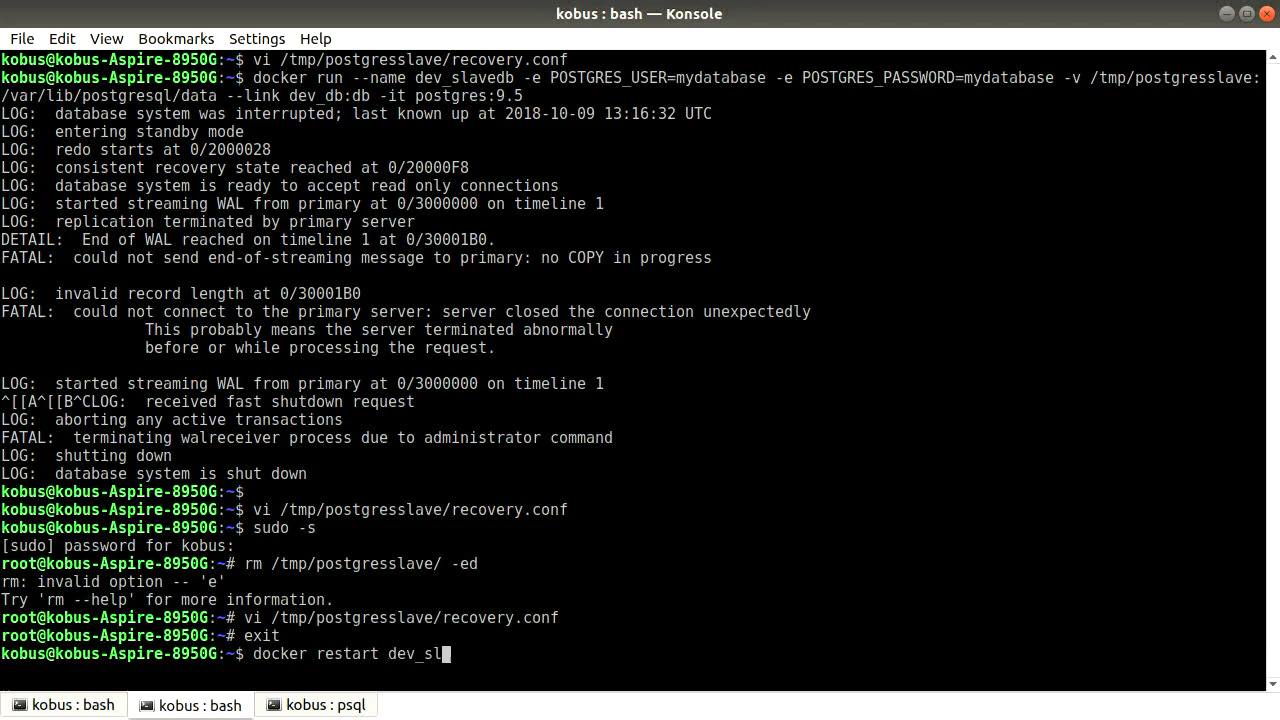 kobus : bash — Konsole
File Edit View Bookmarks Settings Help
kobus@kobus-Aspire-8950G:~$ vi /tmp/postgresslave/recovery.conf
kobus@kobus-Aspire-8950G:~$ docker run --name dev_slavedb -e POSTGRES_USER=mydatabase -e POSTGRES_PASSWORD=mydatabase -v /tmp/postgresslave:
/var/lib/postgresql/data --link dev_db:db -it postgres:9.5
LOG:  database system was interrupted; last known up at 2018-10-09 13:16:32 UTC
LOG:  entering standby mode
LOG:  redo starts at 0/2000028
LOG:  consistent recovery state reached at 0/20000F8
LOG:  database system is ready to accept read only connections
LOG:  started streaming WAL from primary at 0/3000000 on timeline 1
LOG:  replication terminated by primary server
DETAIL:  End of WAL reached on timeline 1 at 0/30001B0.
FATAL:  could not send end-of-streaming message to primary: no COPY in progress
LOG:  invalid record length at 0/30001B0
FATAL:  could not connect to the primary server: server closed the connection unexpectedly
This probably means the server terminated abnormally
before or while processing the request.
LOG:  started streaming WAL from primary at 0/3000000 on timeline 1
^[[A^[[B^CLOG:  received fast shutdown request
LOG:  aborting any active transactions
FATAL:  terminating walreceiver process due to administrator command
LOG:  shutting down
LOG:  database system is shut down
kobus@kobus-Aspire-8950G:~$
kobus@kobus-Aspire-8950G:~$ vi /tmp/postgresslave/recovery.conf
kobus@kobus-Aspire-8950G:~$ sudo -s
[sudo] password for kobus:
root@kobus-Aspire-8950G:~# rm /tmp/postgresslave/ -ed
rm: invalid option -- 'e'
Try 'rm --help' for more information.
root@kobus-Aspire-8950G:~# vi /tmp/postgresslave/recovery.conf
root@kobus-Aspire-8950G:~# exit
kobus@kobus-Aspire-8950G:~$ docker restart dev_sl
kobus : bash kobus : bash kobus : psql